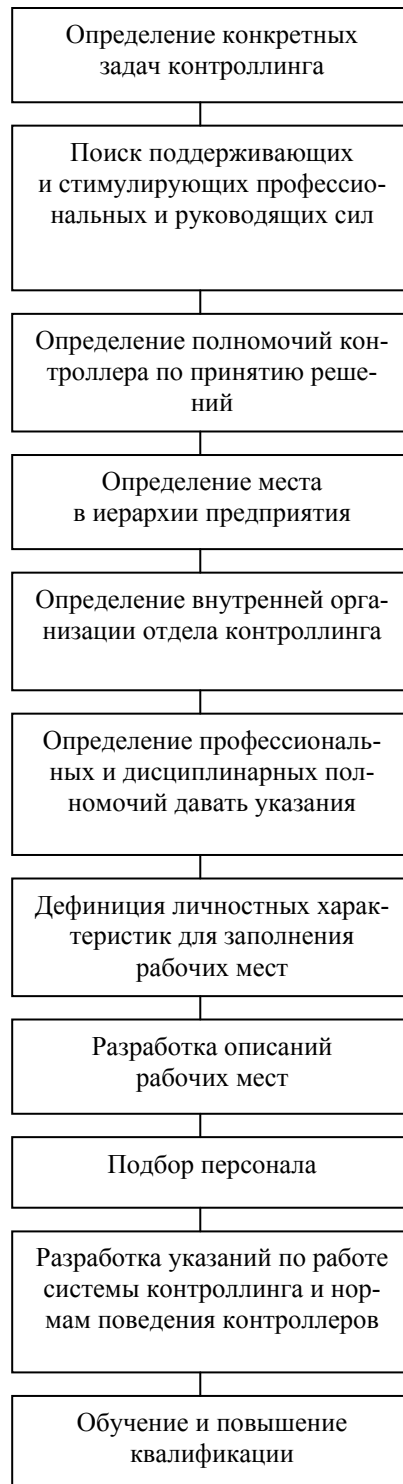 Определение конкретных
задач контроллинга
Поиск поддерживающих
и стимулирующих профессио-
нальных и руководящих сил
Определение полномочий кон-
троллера по принятию реше-
ний
Определение места
в иерархии предприятия
Определение внутренней орга-
низации отдела контроллинга
Определение профессиональ-
ных и дисциплинарных пол-
номочий давать указания
Дефиниция личностных харак-
теристик для заполнения
рабочих мест
Разработка описаний
рабочих мест
Подбор персонала
Разработка указаний по работе
системы контроллинга и нор-
мам поведения контроллеров
Обучение и повышение
квалификации